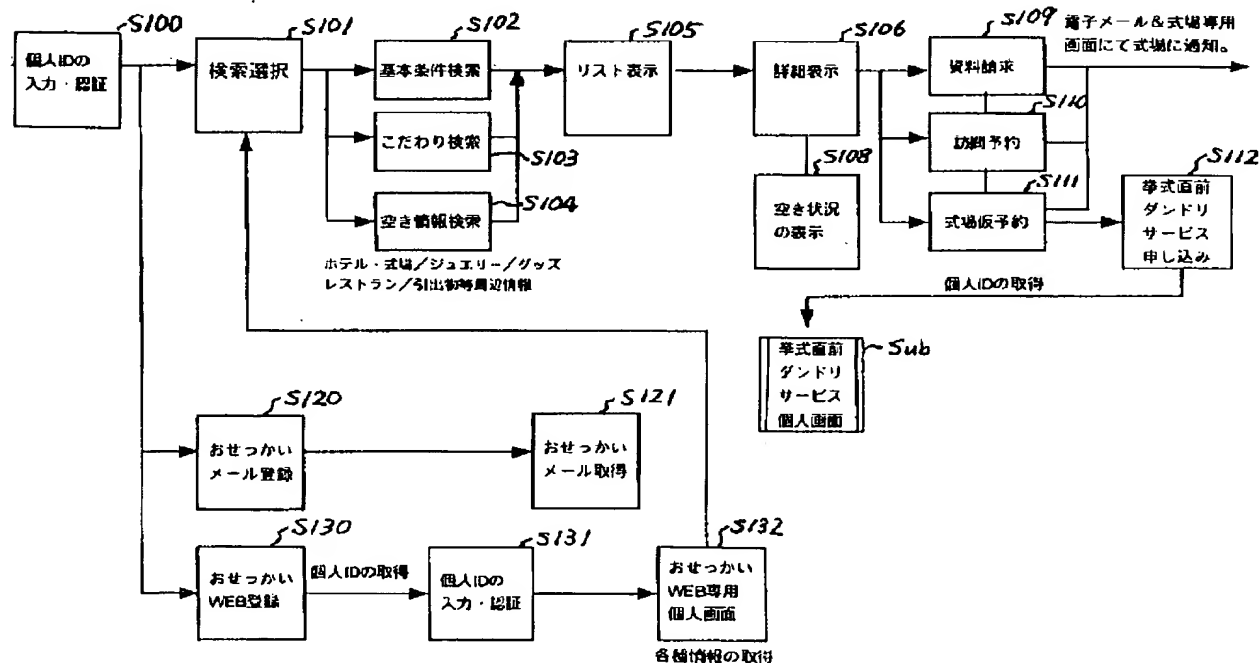 S100
個人IDの
入力・認証
S101
検索選択
S102
基本条件検索
こだわり検索
S103
空き情報検索
S104
ホテル・式場／ジュエリー／グッズ
レストラン／引出物等周辺情報
S105
リスト表示
S106
詳細表示
S108
空き状況
の表示
S109
資料請求
S110
訪問予約
S111
式場仮予約
電子メール＆式場専用
画面にて式場に通知。
S112
挙式直前
ダンドリ
サービス
申し込み
個人IDの取得
Sub
挙式直前
ダンドリ
サービス
個人画面
S120
おせっかい
メール登録
S121
おせっかい
メール取得
S130
おせっかい
WEB登録
個人IDの取得
S131
個人IDの
入力・認証
S132
おせっかい
WEB専用
個人画面
各種情報の取得